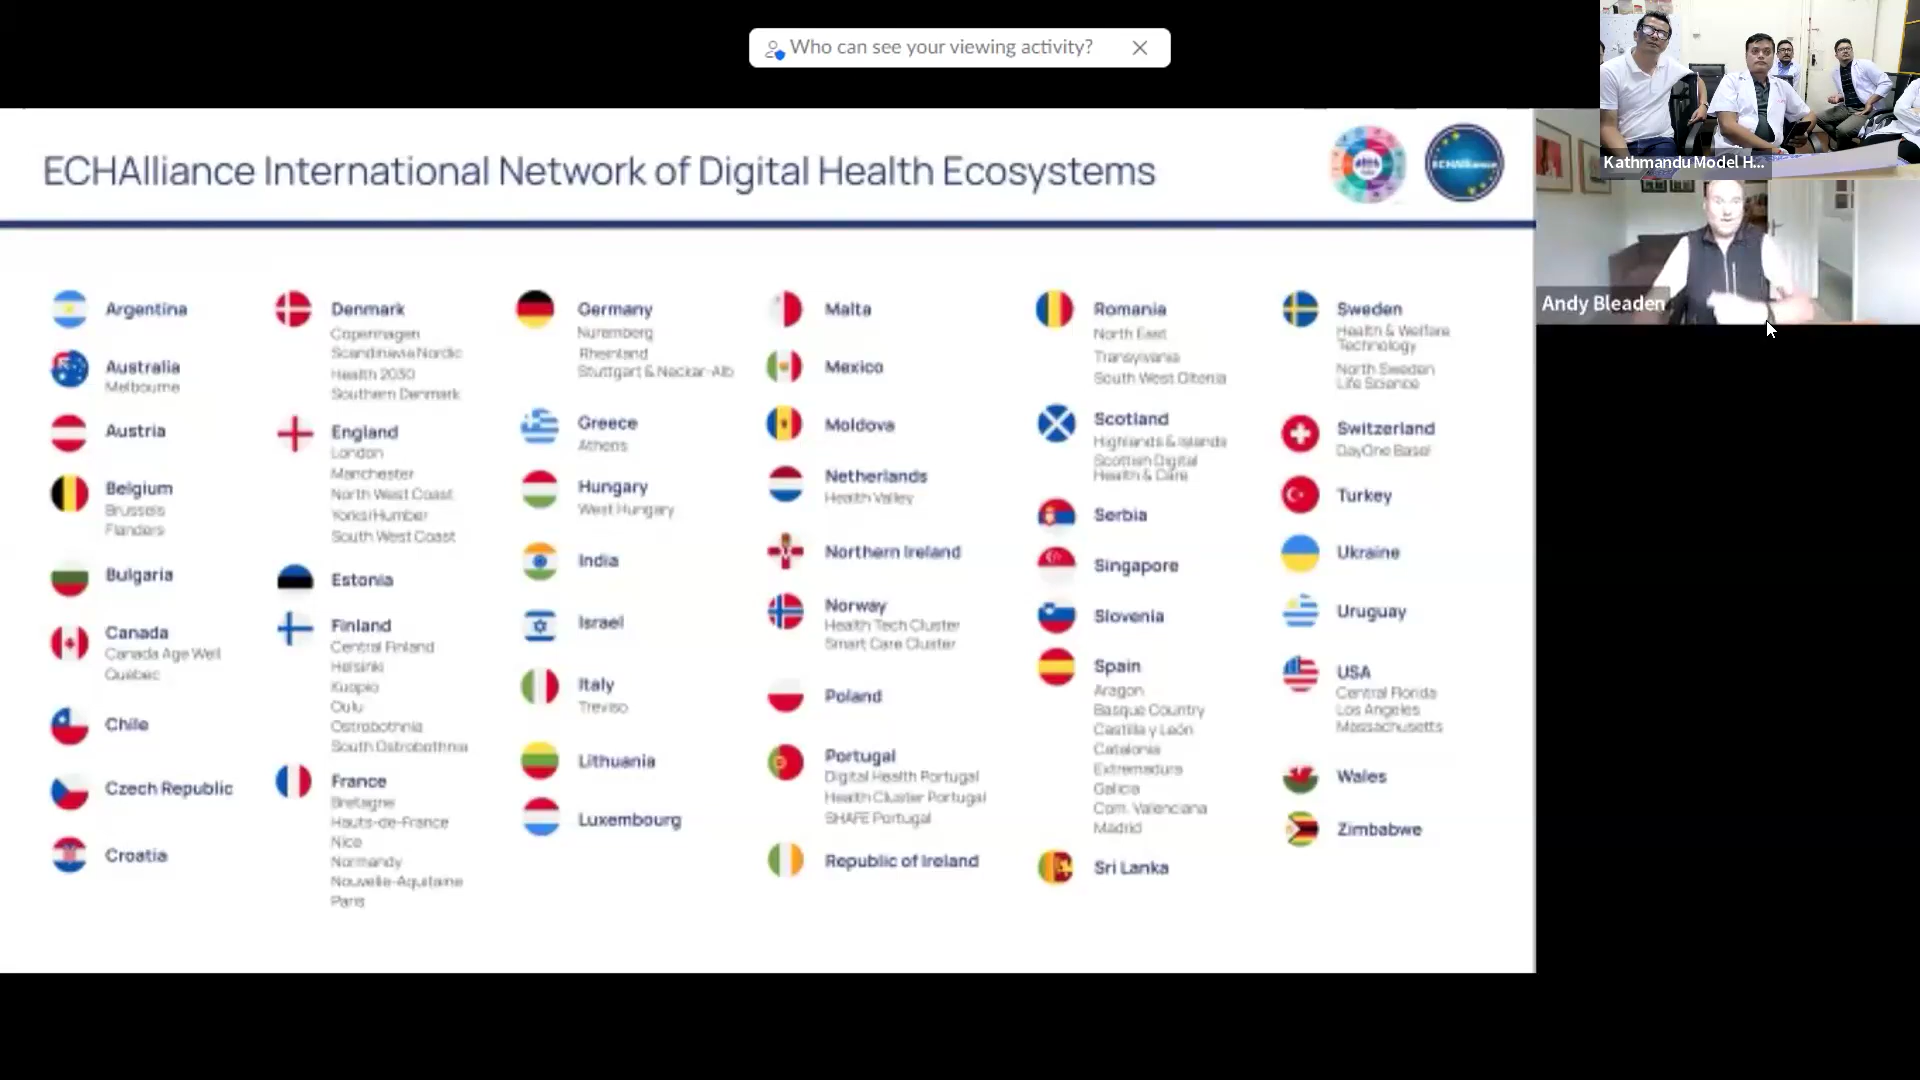 Who can see your viewing activity?
Kathmandu Model H...
Andy Bleaden
ECHAlliance International Network of Digital Health Ecosystems
ECHAlliance
Argentina
Australia
Melbourne
Austria
Belgium
Brussels
Flanders
Bulgaria
Canada
Canada Age Well
Québec
Chile
Czech Republic
Croatia
Denmark
Copenhagen
Scandinavia Nordic
Health 2030
Southern Denmark
England
London
Manchester
North West Coast
Yorks/Humber
South West Coast
Estonia
Finland
Central Finland
Helsinki
Kuopio
Oulu
Ostrobothnia
South Ostrobothnia
France
Bretagne
Hauts-de-France
Nice
Normandy
Nouvelle-Aquitaine
Paris
Germany
Nuremberg
Rheinland
Stuttgart & Neckar-Alb
Greece
Athens
Hungary
West Hungary
India
Israel
Italy
Treviso
Lithuania
Luxembourg
Malta
Mexico
Moldova
Netherlands
Health Valley
Northern Ireland
Norway
Health Tech Cluster
Smart Care Cluster
Poland
Portugal
Digital Health Portugal
Health Cluster Portugal
SHAFE Portugal
Republic of Ireland
Romania
North East
Transylvania
South West Oltenia
Scotland
Highlands & Islands
Scottish Digital
Health & Care
Serbia
Singapore
Slovenia
Spain
Aragon
Basque Country
Castilla y León
Catalonia
Extremadura
Galicia
Com. Valenciana
Madrid
Sri Lanka
Sweden
Health & Welfare
Technology
North Sweden
Life Science
Switzerland
DayOne Basel
Turkey
Ukraine
Uruguay
USA
Central Florida
Los Angeles
Massachusetts
Wales
Zimbabwe